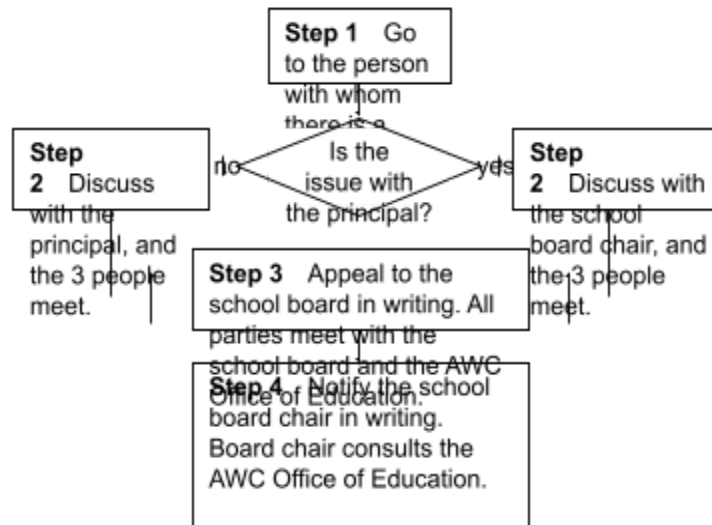 Step 1 Go
to the person
with whom
there is a
Is the
issue with
the principal?
no
yes
Step
2 Discuss
with the
principal, and
the 3 people
meet.
Step
2 Discuss with
the school
board chair, and
the 3 people
meet.
Step 3 Appeal to the
school board in writing. All
parties meet with the
school board and the AWC
Office of Education.
Step 4 Notify the school
board chair in writing.
Board chair consults the
AWC Office of Education.